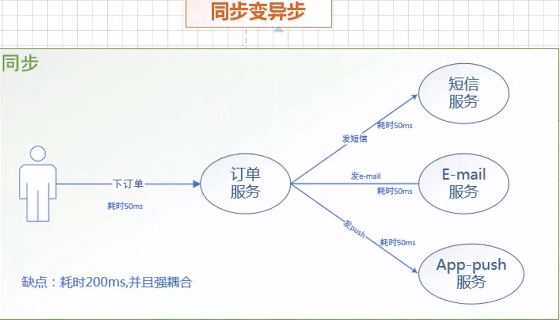 同步变异步
同步
短信
服务
耗时50ms
发短信
下订单
耗时50ms
订单
服务
发e-mail
耗时50ms
E-mail
服务
发push
耗时50ms
App-push
服务
缺点：耗时200ms,并且强耦合